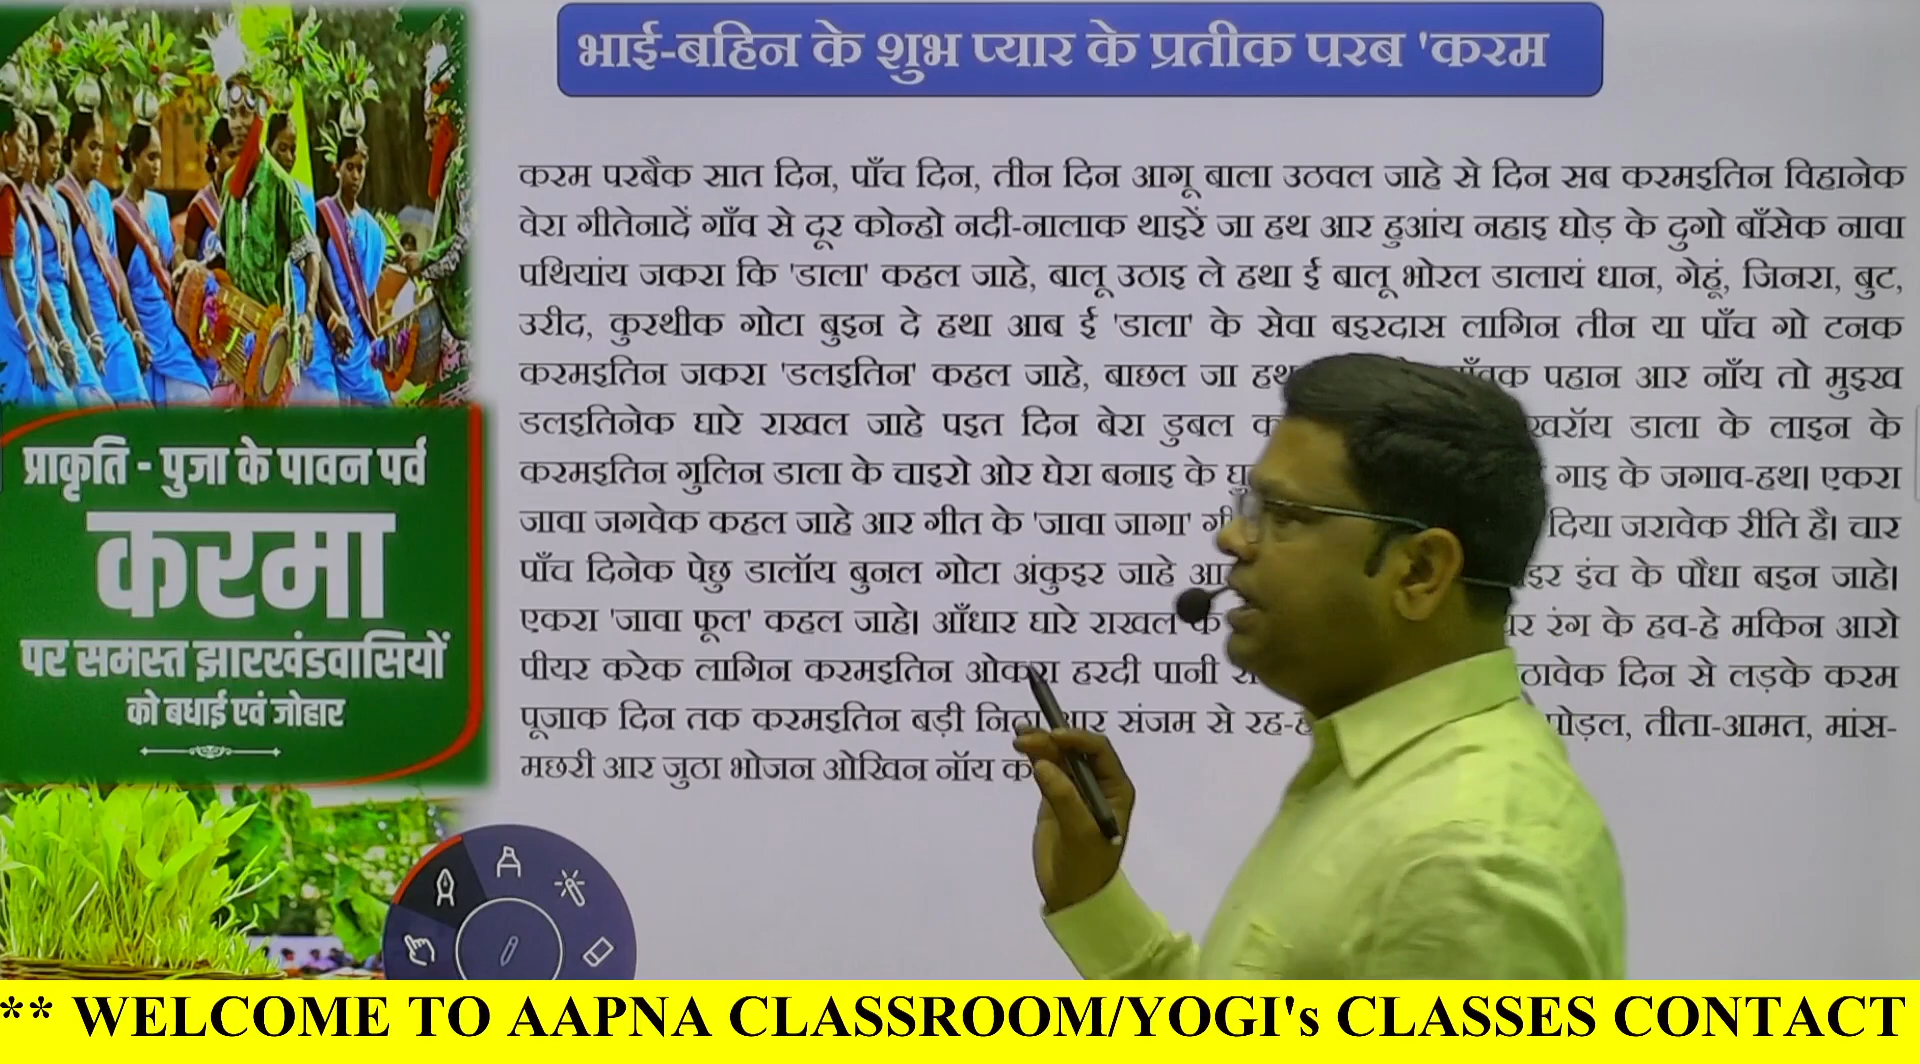 भाई-बहिन के शुभ प्यार के प्रतीक परब 'करम
करम परबैक सात दिन, पाँच दिन, तीन दिन आगू बाला उठवल जाहे से दिन सब करमइतिन विहानेक
वेरा गीतेनादें गाँव से दूर कोन्हो नदी-नालाक थाइरें जा हथ आर हुआंय नहाइ घोड़ के दुगो बाँसेक नावा
पथियांय जकरा कि 'डाला' कहल जाहे, बालू उठाइ ले हथा ई बालू भोरल डालायं धान, गेहूं, जिनरा, बुट,
उरीद, कुरथीक गोटा बुइन दे हथा आब ई 'डाला' के सेवा बइरदास लागिन तीन या पाँच गो टनक
करमइतिन जकरा 'डलइतिन' कहल जाहे, बाछल जा हथ पहान आर नाँय तो मुइख
डलइतिनेक घारे राखल जाहे पइत दिन बेरा डुबल डाला के लाइन के
करमइतिन गुलिन डाला के चाइरो ओर घेरा बनाइ के गाइ के जगाव-हथ। एकरा
जावा जगवेक कहल जाहे आर गीत के 'जावा जागा' दिया जरावेक रीति है। चार
पाँच दिनेक पेछु डालॉय बुनल गोटा अंकुइर जाहे इंच के पौधा बइन जाहे।
एकरा 'जावा फूल' कहल जाहे। आँधार घारे राखल रंग के हव-हे मकिन आरो
पीयर करेक लागिन करमइतिन ओकरा हरदी पानी दिन से लड़के करम
पूजाक दिन तक करमइतिन बड़ी निठा आर संजम से तीता-आमत, मांस-
मछरी आर जुठा भोजन ओखिन नॉय
प्राकृति - पुजा के पावन पर्व
करमा
पर समस्त झारखंडवासियों
को बधाई एवं जोहार
** WELCOME TO AAPNA CLASSROOM/YOGI's CLASSES CONTACT